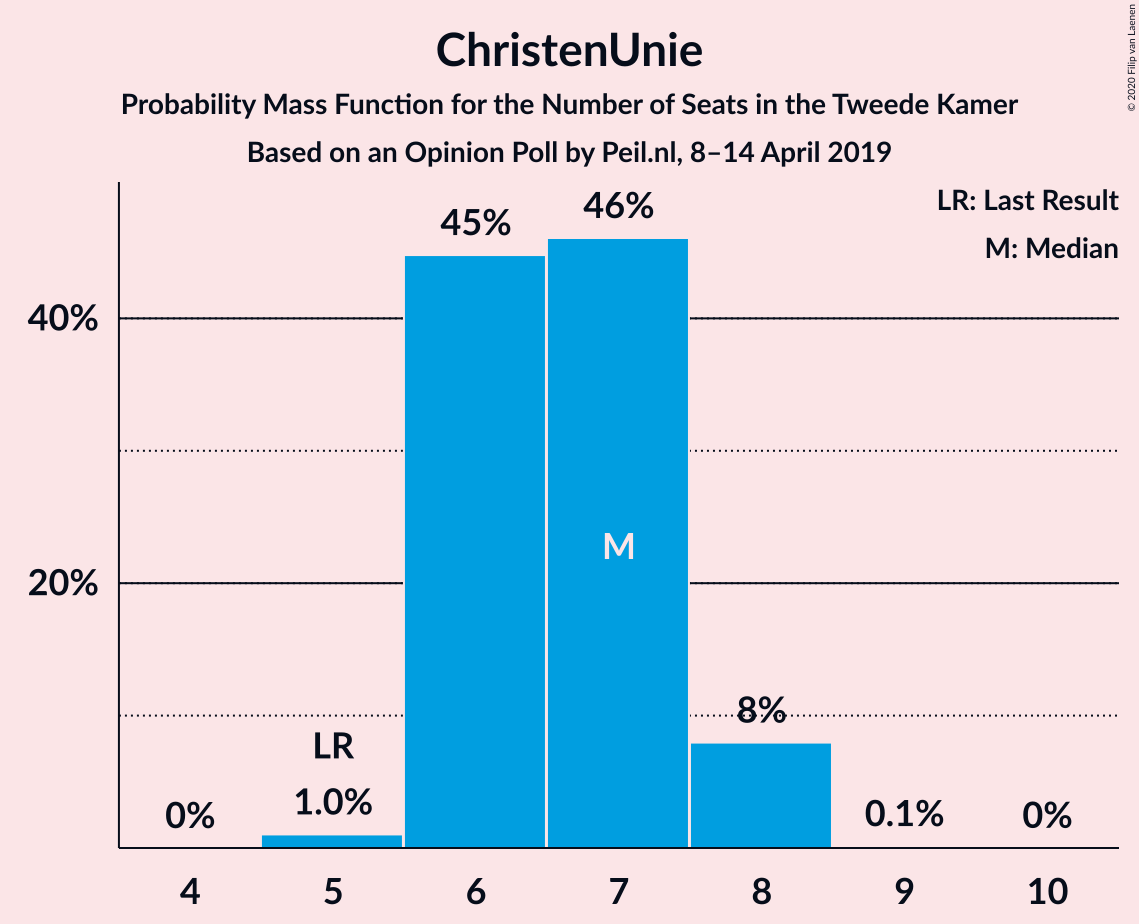 ChristenUnie
Probability Mass Function for the Number of Seats in the Tweede Kamer
Based on an Opinion Poll by Peil.nl, 8–14 April 2019
© 2020 Filip van Laenen
LR: Last Result
M: Median
40%
20%
0%
LR
1.0%
45%
46%
M
8%
0.1%
0%
4 5 6 7 8 9 10